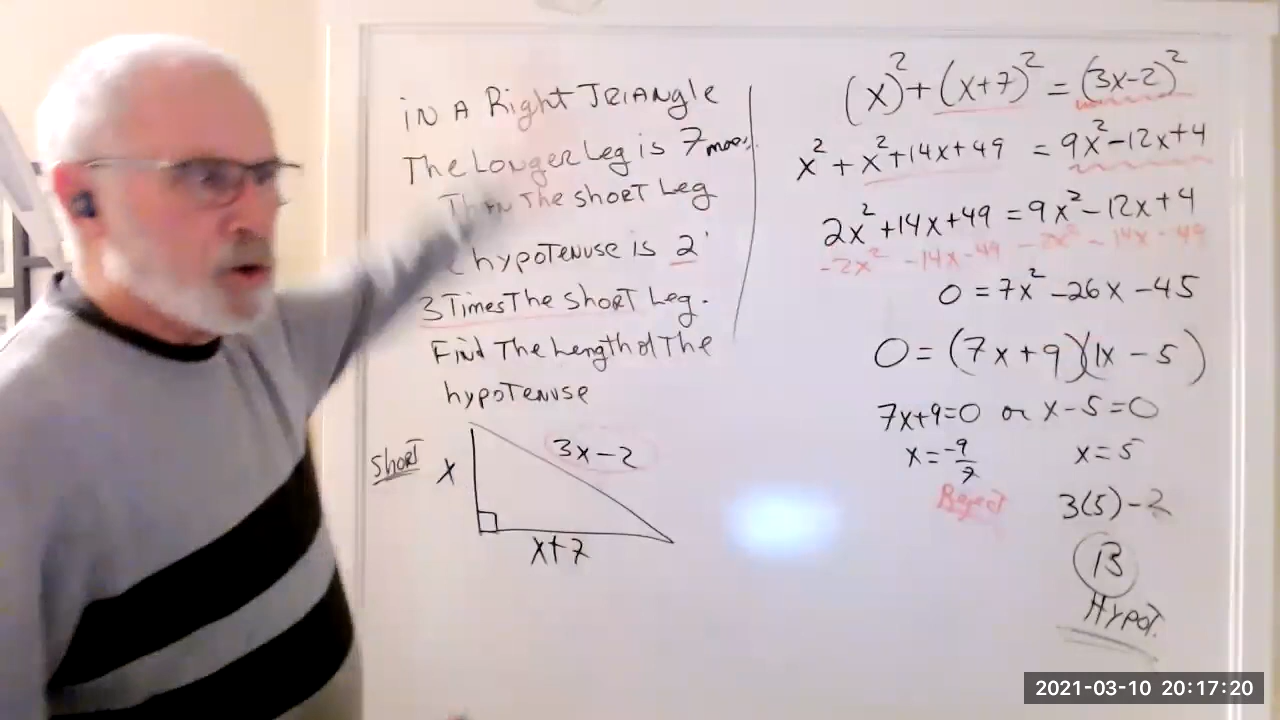 IN A Right TRIANGLE
The Longer Leg is 7 more
Than The short Leg
hypotenuse is 2
3 Times The short Leg.
Find The Length of The
hypotenuse
short
x
3x-2
x+7
(x)² + (x+7)² = (3x-2)²
x² + x² + 14x + 49 = 9x² - 12x + 4
2x² + 14x + 49 = 9x² - 12x + 4
-2x² -14x -49 -2x² -14x -49
0 = 7x² - 26x - 45
0 = (7x + 9)(1x - 5)
7x+9=0 or x-5=0
x = -9/7 x = 5
Reject 3(5) - 2
13
Hypot.
2021-03-10 20:17:20